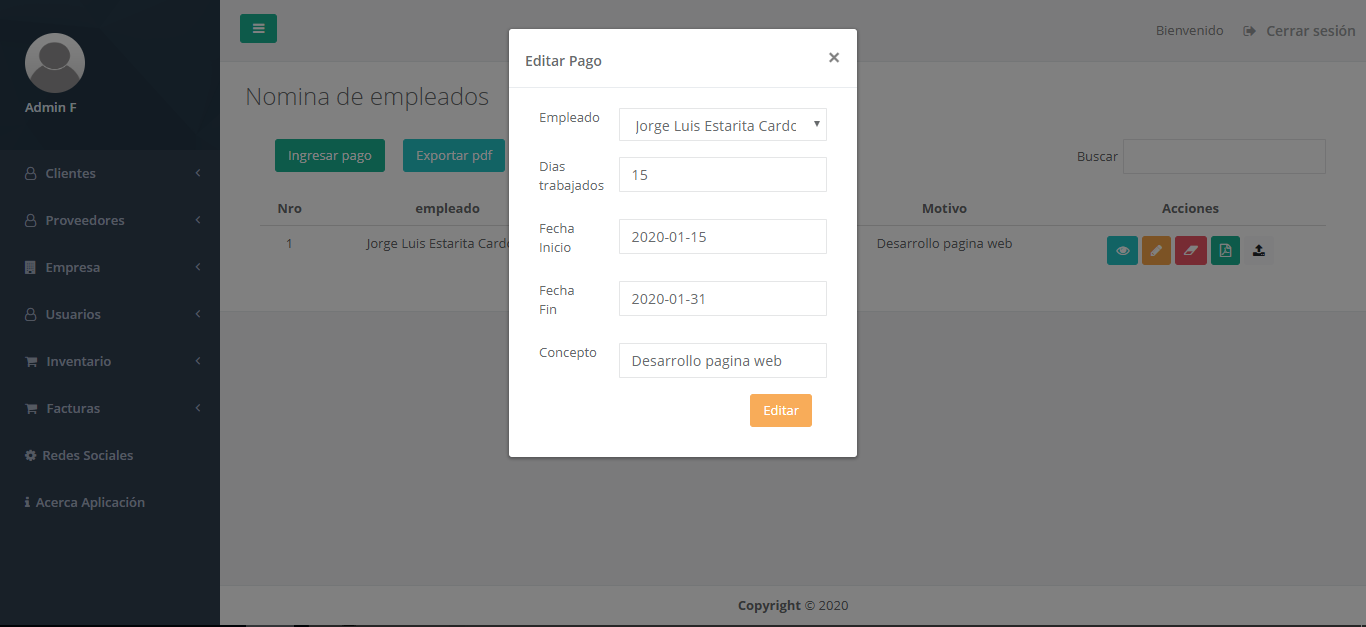 Admin F
Clientes
Proveedores
Empresa
Usuarios
Inventario
Facturas
Redes Sociales
Acerca Aplicación
Bienvenido Cerrar sesión
Nomina de empleados
Ingresar pago Exportar pdf
Buscar
Nro empleado Motivo Acciones
1 Jorge Luis Estarita Cardo Desarrollo pagina web
Editar Pago ×
Empleado Jorge Luis Estarita Cardo
Dias
trabajados
15
Fecha
Inicio
2020-01-15
Fecha
Fin
2020-01-31
Concepto Desarrollo pagina web
Editar
Copyright © 2020